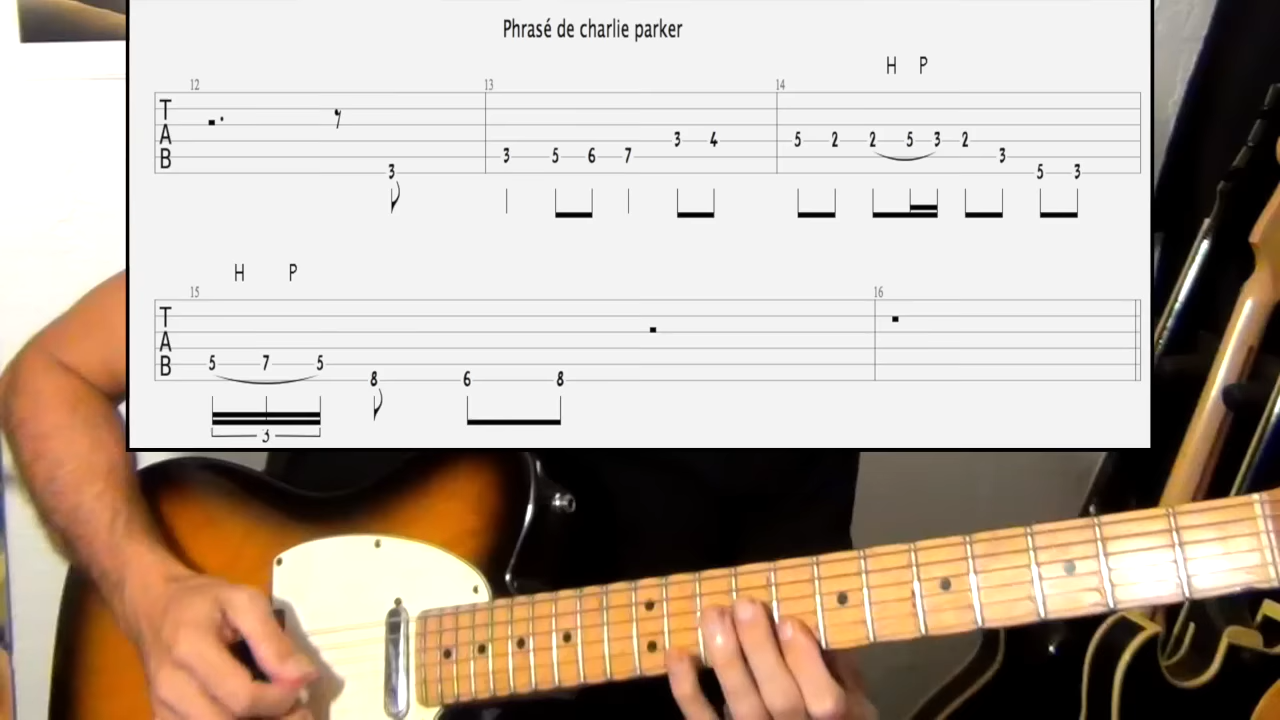 Phrasé de charlie parker
H P
12 13 14
T
A
B
3 4 5 2 2 5 3 2
3 5 6 7 3
3 5 3
H P
15 16
T
A
B
5 7 5
8 6 8
3